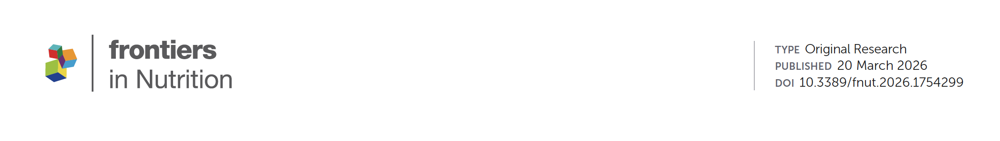 frontiers
in Nutrition
TYPE Original Research
PUBLISHED 20 March 2026
DOI 10.3389/fnut.2026.1754299